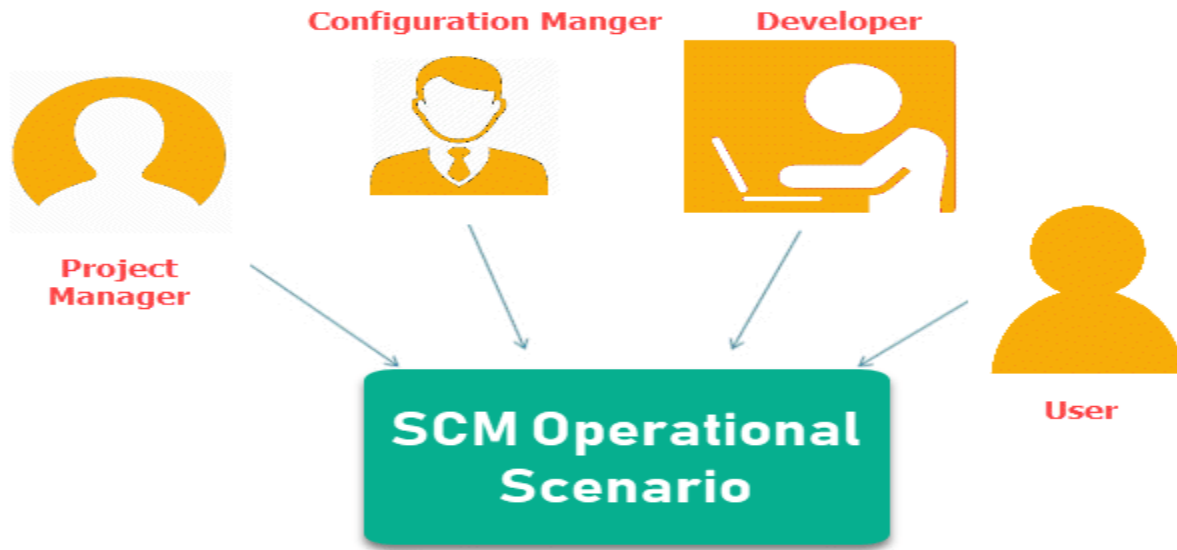 Configuration Manger
Developer
Project
Manager
User
SCM Operational
Scenario